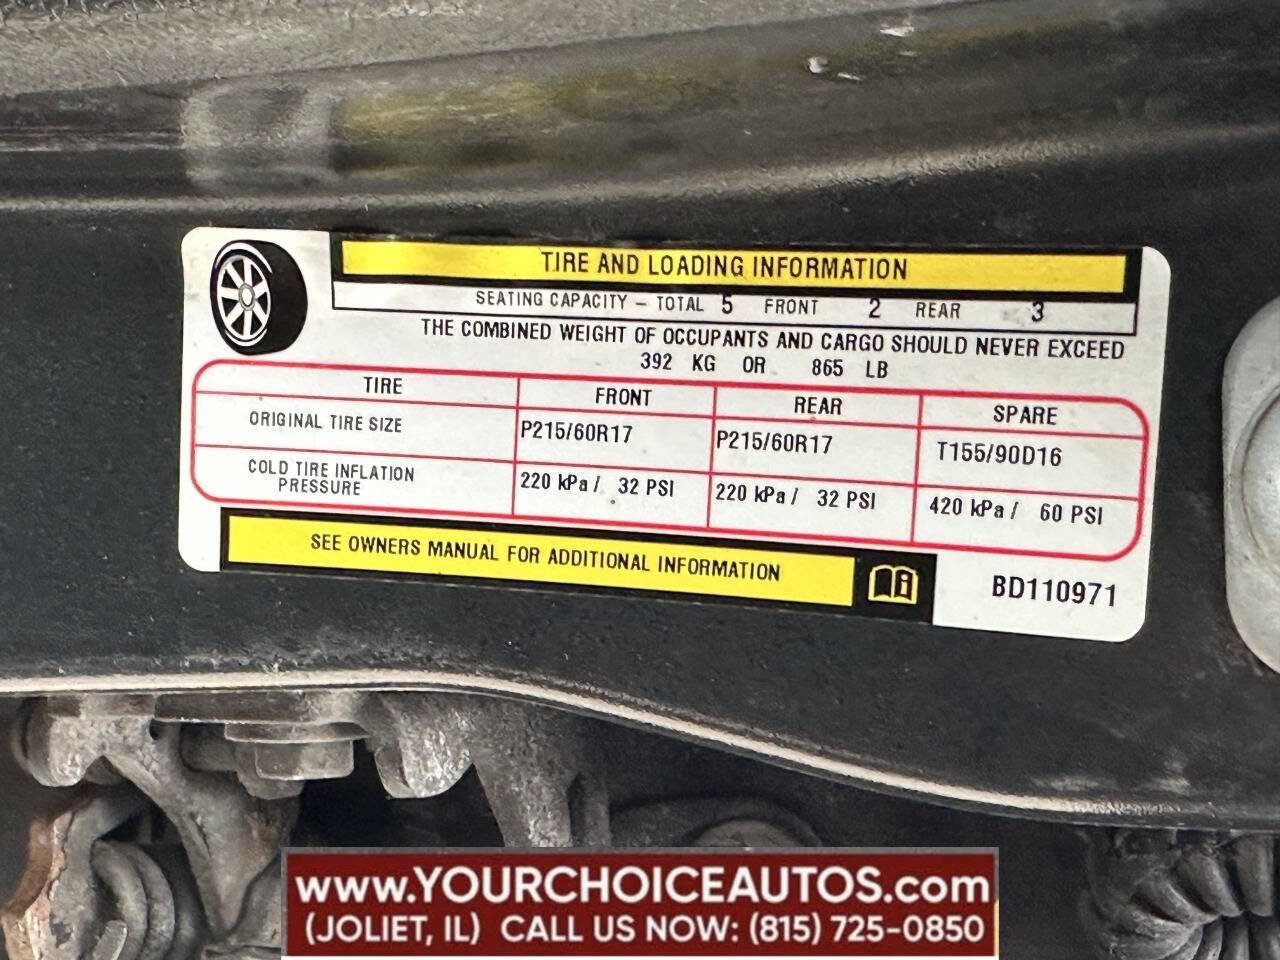 TIRE AND LOADING INFORMATION
SEATING CAPACITY – TOTAL 5 FRONT 2 REAR 3
THE COMBINED WEIGHT OF OCCUPANTS AND CARGO SHOULD NEVER EXCEED
392 KG OR 865 LB
TIRE FRONT REAR SPARE
ORIGINAL TIRE SIZE P215/60R17 P215/60R17 T155/90D16
COLD TIRE INFLATION
PRESSURE 220 kPa / 32 PSI 220 kPa / 32 PSI 420 kPa / 60 PSI
SEE OWNERS MANUAL FOR ADDITIONAL INFORMATION
BD110971
www.YOURCHOICEAUTOS.com
(JOLIET, IL) CALL US NOW: (815) 725-0850